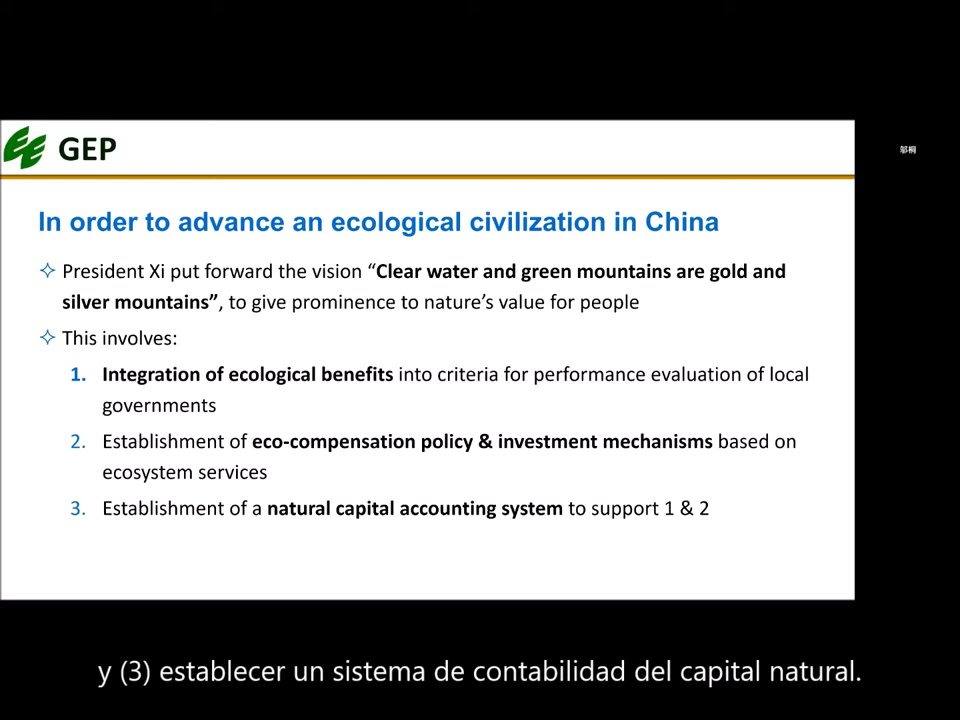 GEP
邬桐
In order to advance an ecological civilization in China
✧ President Xi put forward the vision “Clear water and green mountains are gold and
silver mountains”, to give prominence to nature’s value for people
✧ This involves:
1. Integration of ecological benefits into criteria for performance evaluation of local
governments
2. Establishment of eco-compensation policy & investment mechanisms based on
ecosystem services
3. Establishment of a natural capital accounting system to support 1 & 2
y (3) establecer un sistema de contabilidad del capital natural.